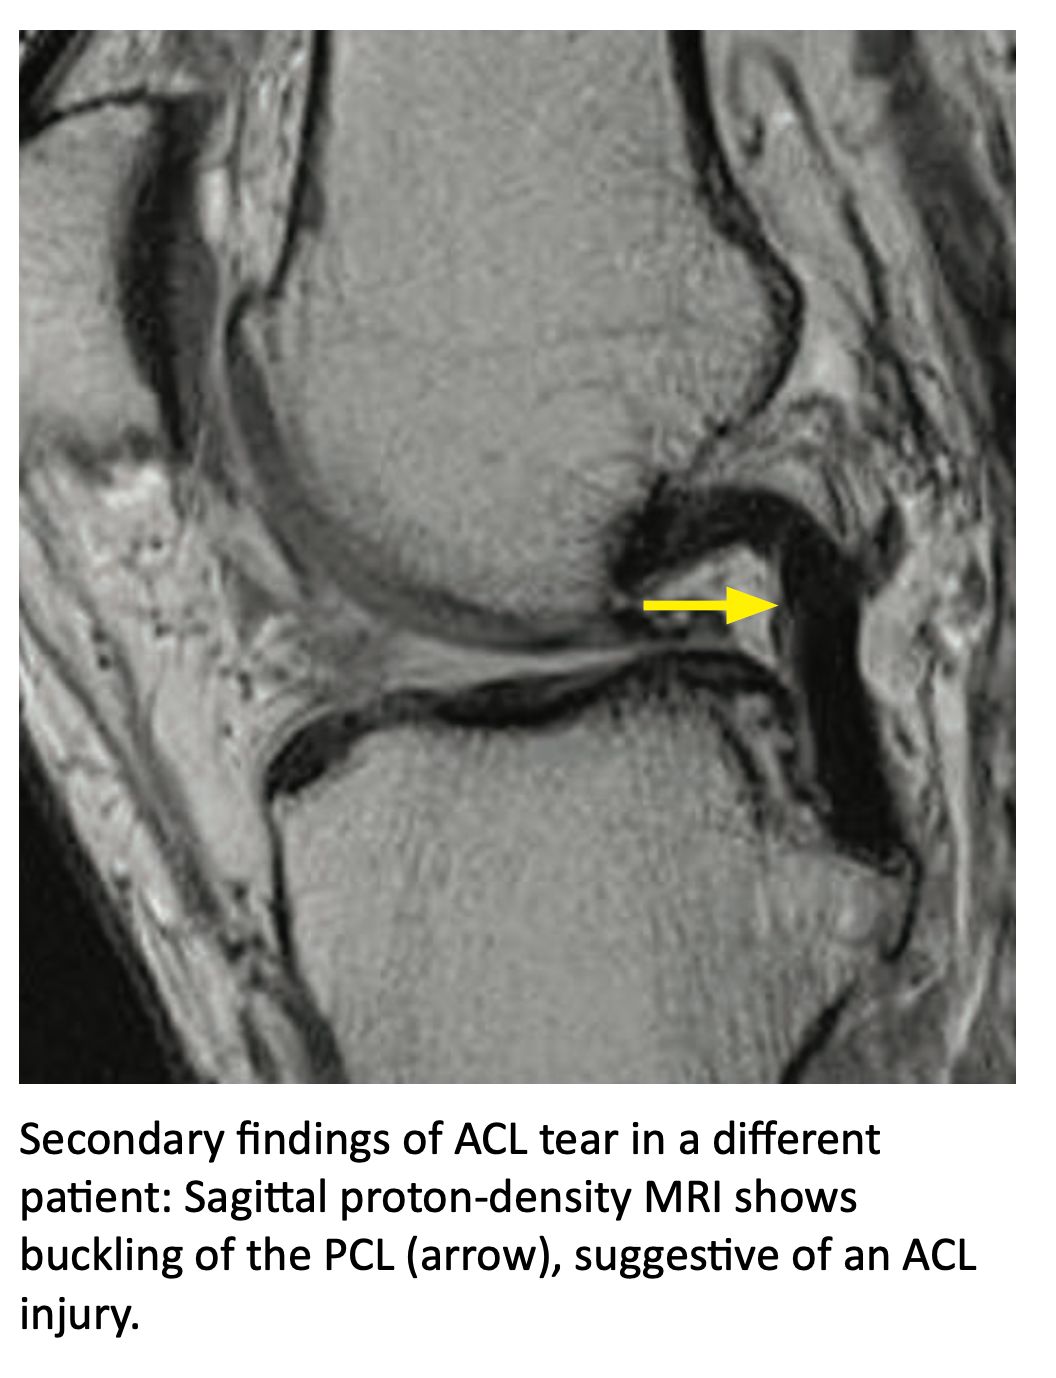 Secondary findings of ACL tear in a different
patient: Sagittal proton-density MRI shows
buckling of the PCL (arrow), suggestive of an ACL
injury.